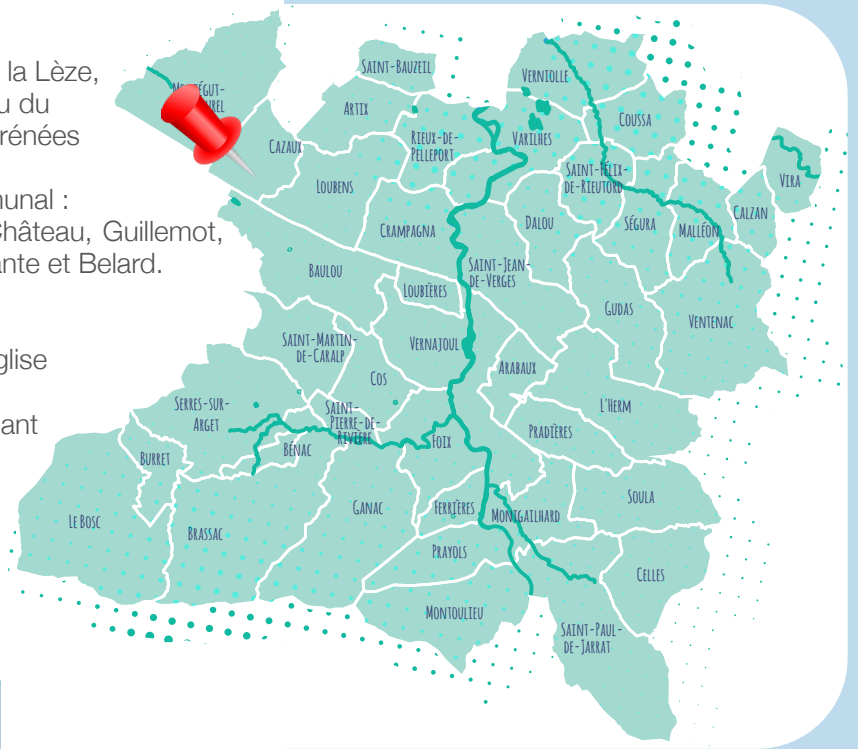 la Lèze,
u du
rénées
munal :
Château, Guillemot,
ante et Belard.
glise
ant
SAINT-BAUZEIL
VERNIOLLE
ARTIX
COUSSA
CAZAUX
RIEUX-DE-
PELLEPORT
VARILHES
LOUBENS
SAINT-FÉLIX-
DE-RIEUTORD
VIRA
CALZAN
CRAMPAGNA
DALOU
SÉGURA
MALLÉON
BAULOU
SAINT-JEAN-
DE-VERGES
LOUBIÈRES
GUDAS
VENTENAC
SAINT-MARTIN-
DE-CARALP
VERNAJOUL
ARABAUX
COS
SERRES-SUR-
ARGET
SAINT-
PIERRE-DE-
RIVIÈRE
L'HERM
PRADIÈRES
BURRET
BÉNAC
FOIX
LE BOSC
BRASSAC
GANAC
FERRIÈRES
MONTGAILHARD
SOULA
PRAYOLS
CELLES
MONTOULIEU
SAINT-PAUL-
DE-JARRAT